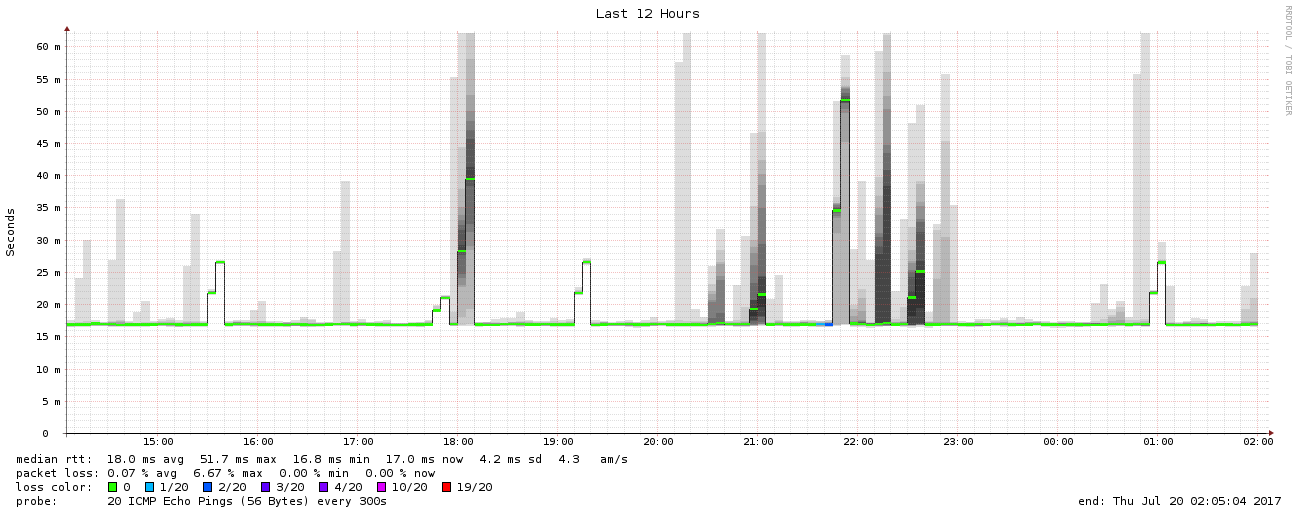 Last 12 Hours
RRDTOOL / TOBI OETIKER
Seconds
60 m
55 m
50 m
45 m
40 m
35 m
30 m
25 m
20 m
15 m
10 m
5 m
0
15:00 16:00 17:00 18:00 19:00 20:00 21:00 22:00 23:00 00:00 01:00 02:00
median rtt: 18.0 ms avg 51.7 ms max 16.8 ms min 17.0 ms now 4.2 ms sd 4.3 am/s
packet loss: 0.07 % avg 6.67 % max 0.00 % min 0.00 % now
loss color: 0 1/20 2/20 3/20 4/20 10/20 19/20
probe: 20 ICMP Echo Pings (56 Bytes) every 300s end: Thu Jul 20 02:05:04 2017